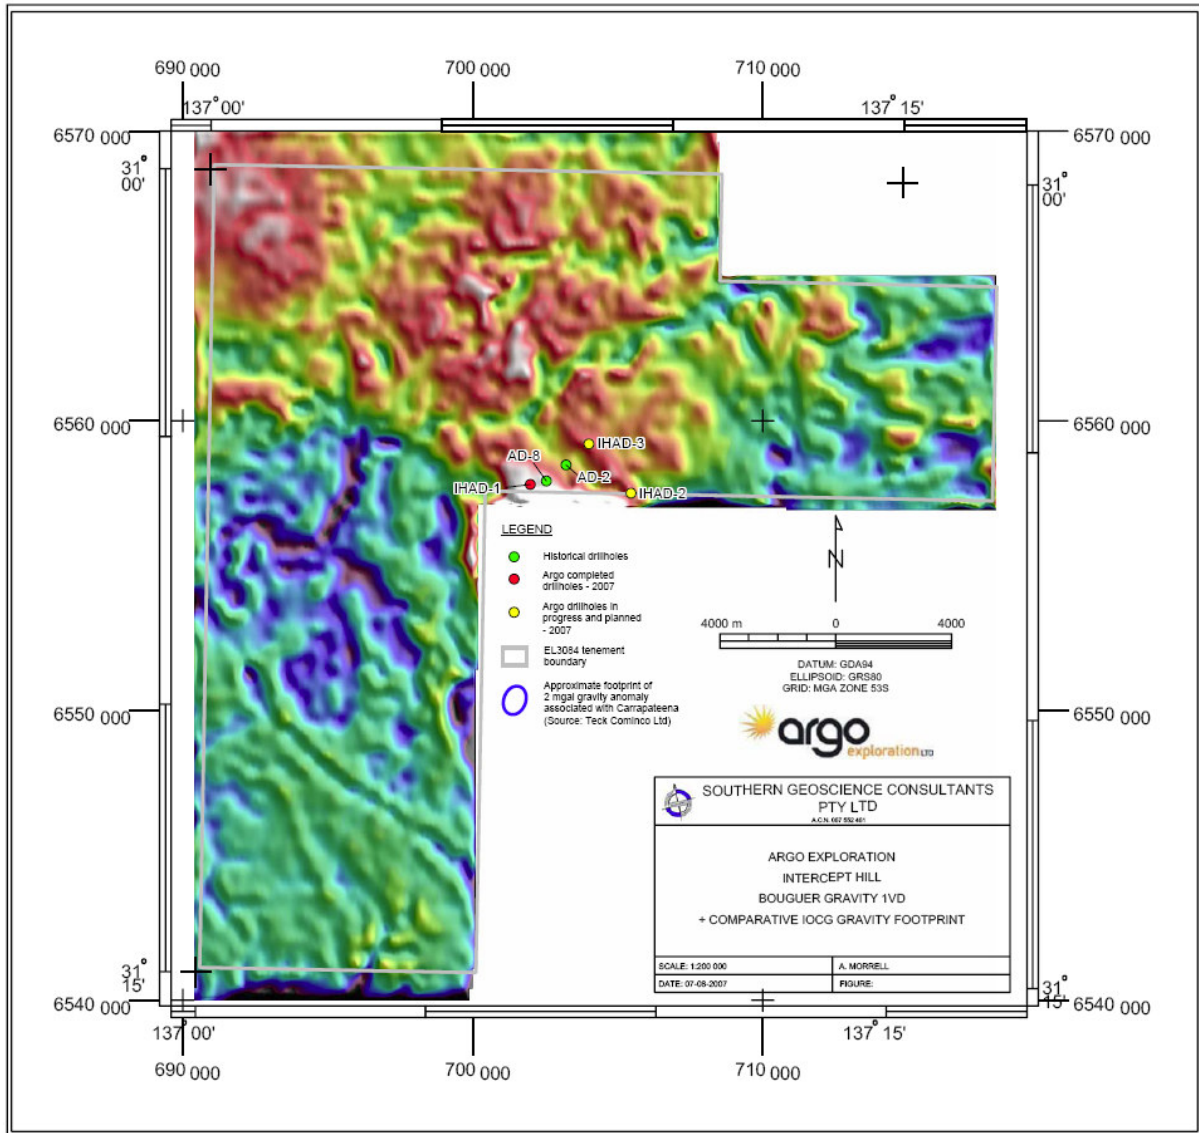 690 000
700 000
710 000
137° 00'
137° 15'
6570 000
6570 000
31° 00'
31° 00'
6560 000
6560 000
IHAD-3
AD-8
AD-2
IHAD-1
IHAD-2
LEGEND
Historical drillholes
Argo completed
drillholes - 2007
Argo drillholes in
progress and planned
- 2007
EL3084 tenement
boundary
Approximate footprint of
2 mgal gravity anomaly
associated with Carrapateena
(Source: Teck Cominco Ltd)
N
4000 m 0 4000
DATUM: GDA94
ELLIPSOID: GRS80
GRID: MGA ZONE 53S
6550 000
6550 000
argo
exploration LTD
SOUTHERN GEOSCIENCE CONSULTANTS
PTY LTD
ARGO EXPLORATION
INTERCEPT HILL
BOUGUER GRAVITY 1VD
+ COMPARATIVE IOCG GRAVITY FOOTPRINT
SCALE: 1:200 000
A. MORRELL
DATE: 07-08-2007
FIGURE:
31° 15'
31° 15'
6540 000
6540 000
137° 00'
137° 15'
690 000
700 000
710 000